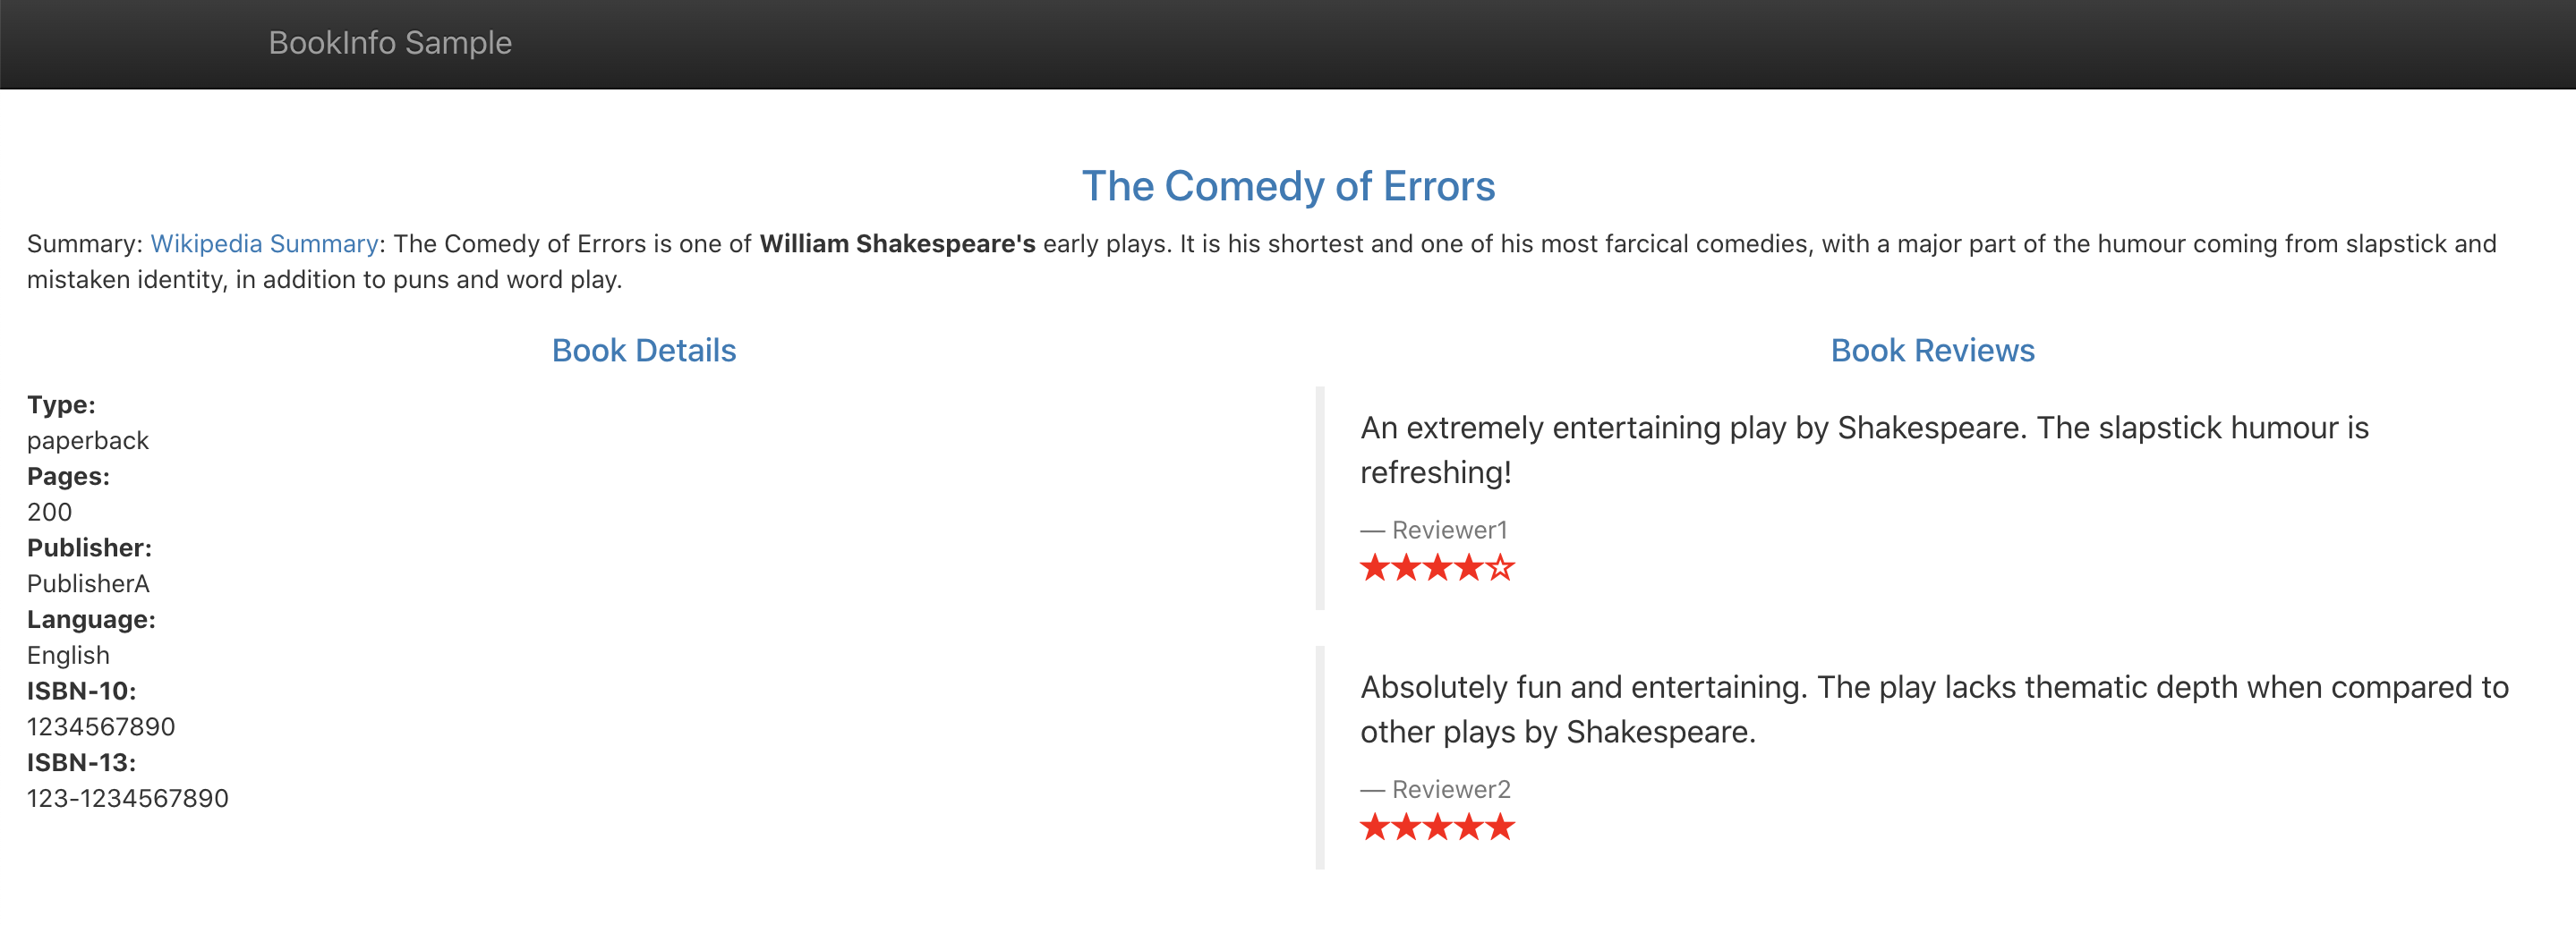 BookInfo Sample
The Comedy of Errors
Summary: Wikipedia Summary: The Comedy of Errors is one of William Shakespeare's early plays. It is his shortest and one of his most farcical comedies, with a major part of the humour coming from slapstick and
mistaken identity, in addition to puns and word play.
Book Details
Type:
paperback
Pages:
200
Publisher:
PublisherA
Language:
English
ISBN-10:
1234567890
ISBN-13:
123-1234567890
Book Reviews
An extremely entertaining play by Shakespeare. The slapstick humour is
refreshing!
— Reviewer1
★★★★☆
Absolutely fun and entertaining. The play lacks thematic depth when compared to
other plays by Shakespeare.
— Reviewer2
★★★★★